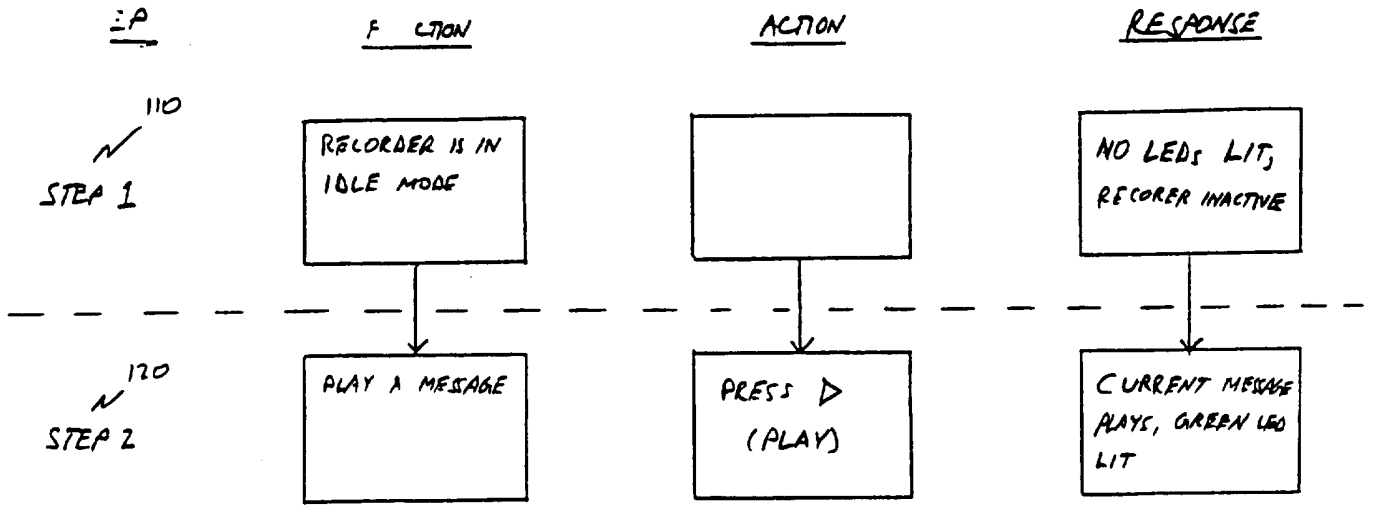 ACTION
RESPONSE
110
STEP 1
RECORDER IS IN
IDLE MODE
NO LEDs LIT,
RECORER INACTIVE
120
STEP 2
PLAY A MESSAGE
PRESS ▷
(PLAY)
CURRENT MESSAGE
PLAYS, GREEN LED
LIT